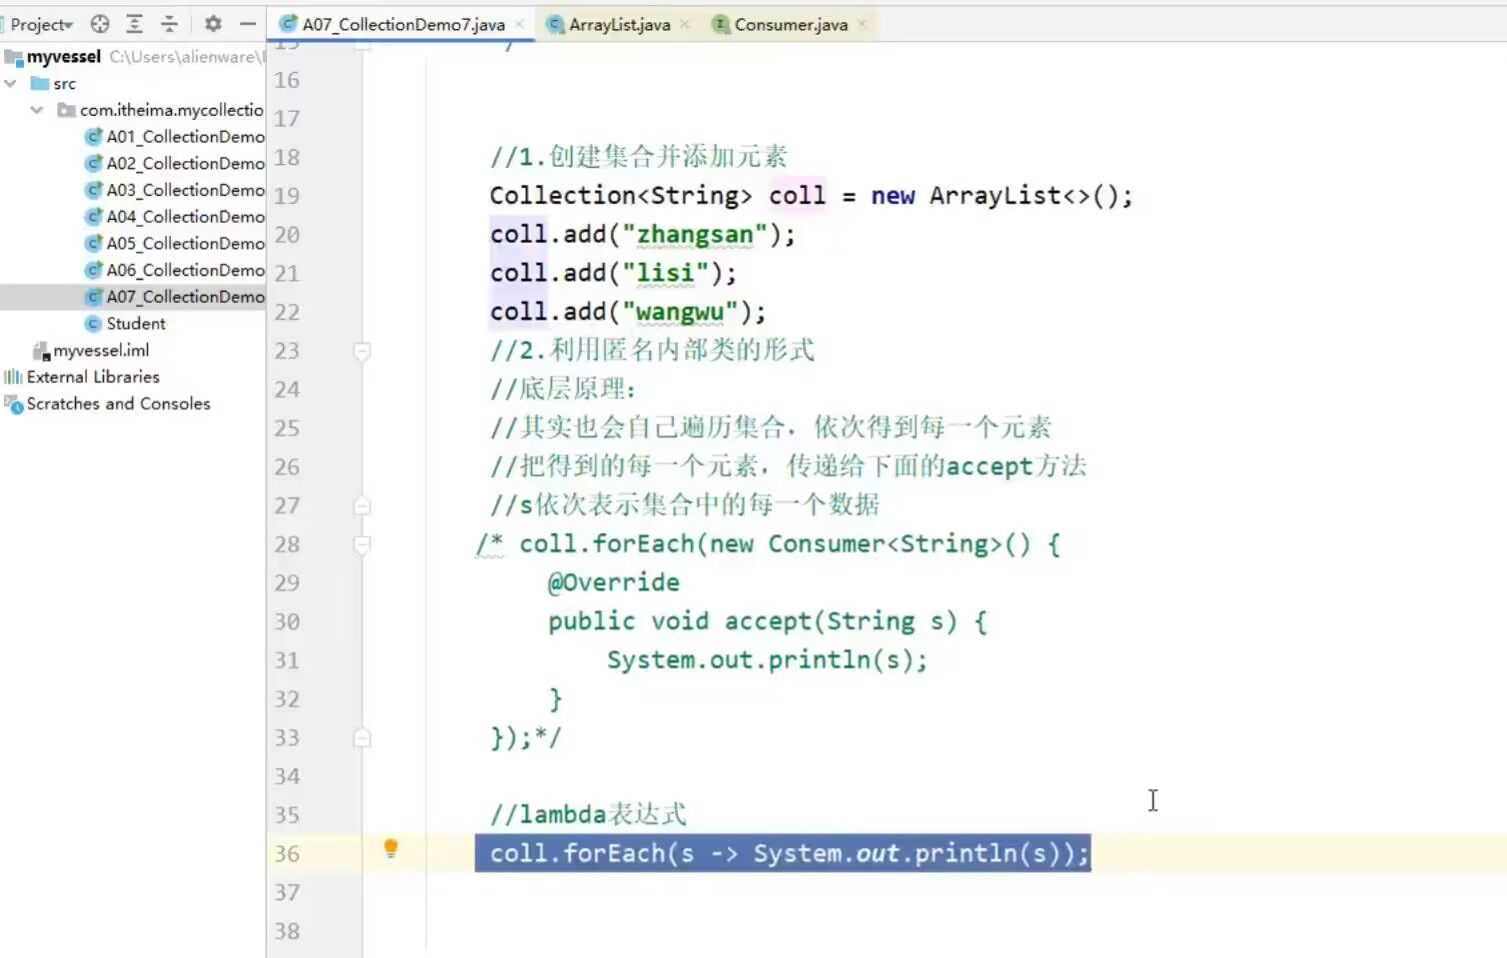 Project
A07_CollectionDemo7.java
ArrayList.java
Consumer.java
myvessel C:\Users\alienware\
src
com.itheima.mycollectio
A01_CollectionDemo
A02_CollectionDemo
A03_CollectionDemo
A04_CollectionDemo
A05_CollectionDemo
A06_CollectionDemo
A07_CollectionDemo
Student
myvessel.iml
External Libraries
Scratches and Consoles
15
16
17
18 //1.创建集合并添加元素
19 Collection<String> coll = new ArrayList<>();
20 coll.add("zhangsan");
21 coll.add("lisi");
22 coll.add("wangwu");
23 //2.利用匿名内部类的形式
24 //底层原理：
25 //其实也会自己遍历集合，依次得到每一个元素
26 //把得到的每一个元素，传递给下面的accept方法
27 //s依次表示集合中的每一个数据
28 /* coll.forEach(new Consumer<String>() {
29 @Override
30 public void accept(String s) {
31 System.out.println(s);
32 }
33 });*/
34
35 //lambda表达式
36 coll.forEach(s -> System.out.println(s));
37
38